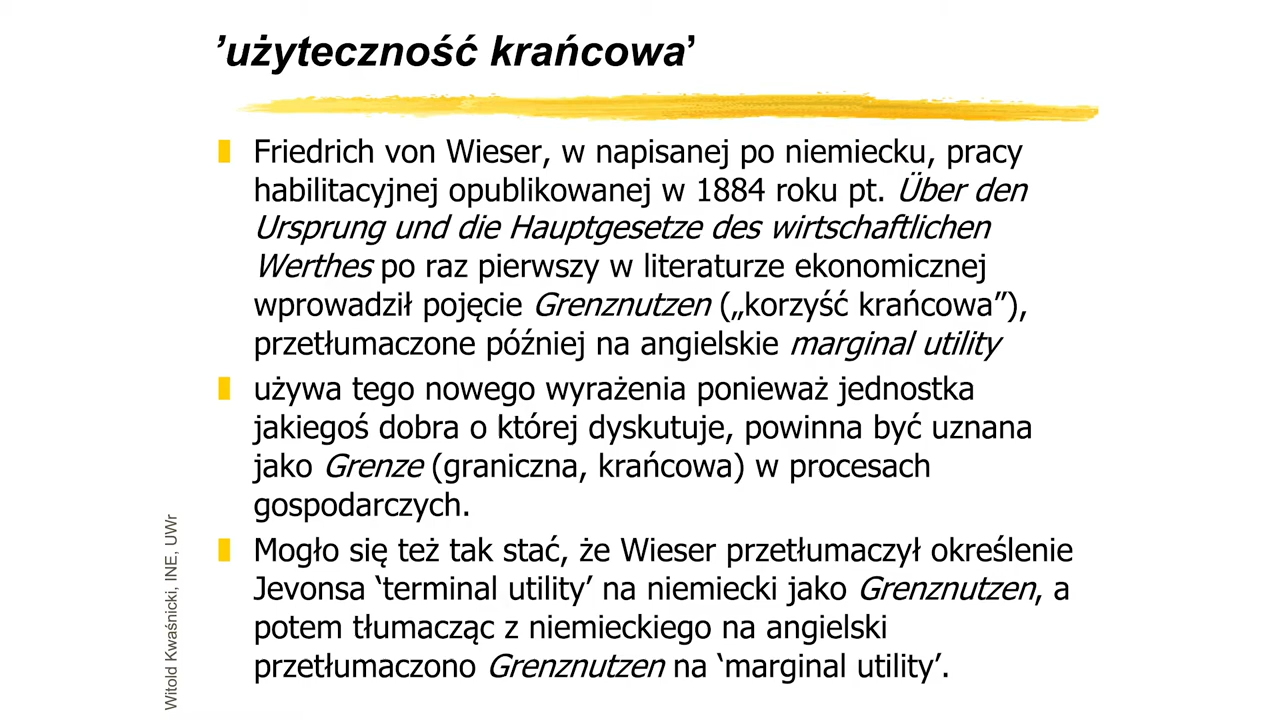 ’użyteczność krańcowa’
Friedrich von Wieser, w napisanej po niemiecku, pracy
habilitacyjnej opublikowanej w 1884 roku pt. Über den
Ursprung und die Hauptgesetze des wirtschaftlichen
Werthes po raz pierwszy w literaturze ekonomicznej
wprowadził pojęcie Grenznutzen („korzyść krańcowa”),
przetłumaczone później na angielskie marginal utility
używa tego nowego wyrażenia ponieważ jednostka
jakiegoś dobra o której dyskutuje, powinna być uznana
jako Grenze (graniczna, krańcowa) w procesach
gospodarczych.
Mogło się też tak stać, że Wieser przetłumaczył określenie
Jevonsa ‘terminal utility’ na niemiecki jako Grenznutzen, a
potem tłumacząc z niemieckiego na angielski
przetłumaczono Grenznutzen na ‘marginal utility’.
Witold Kwaśnicki, INE, UWr